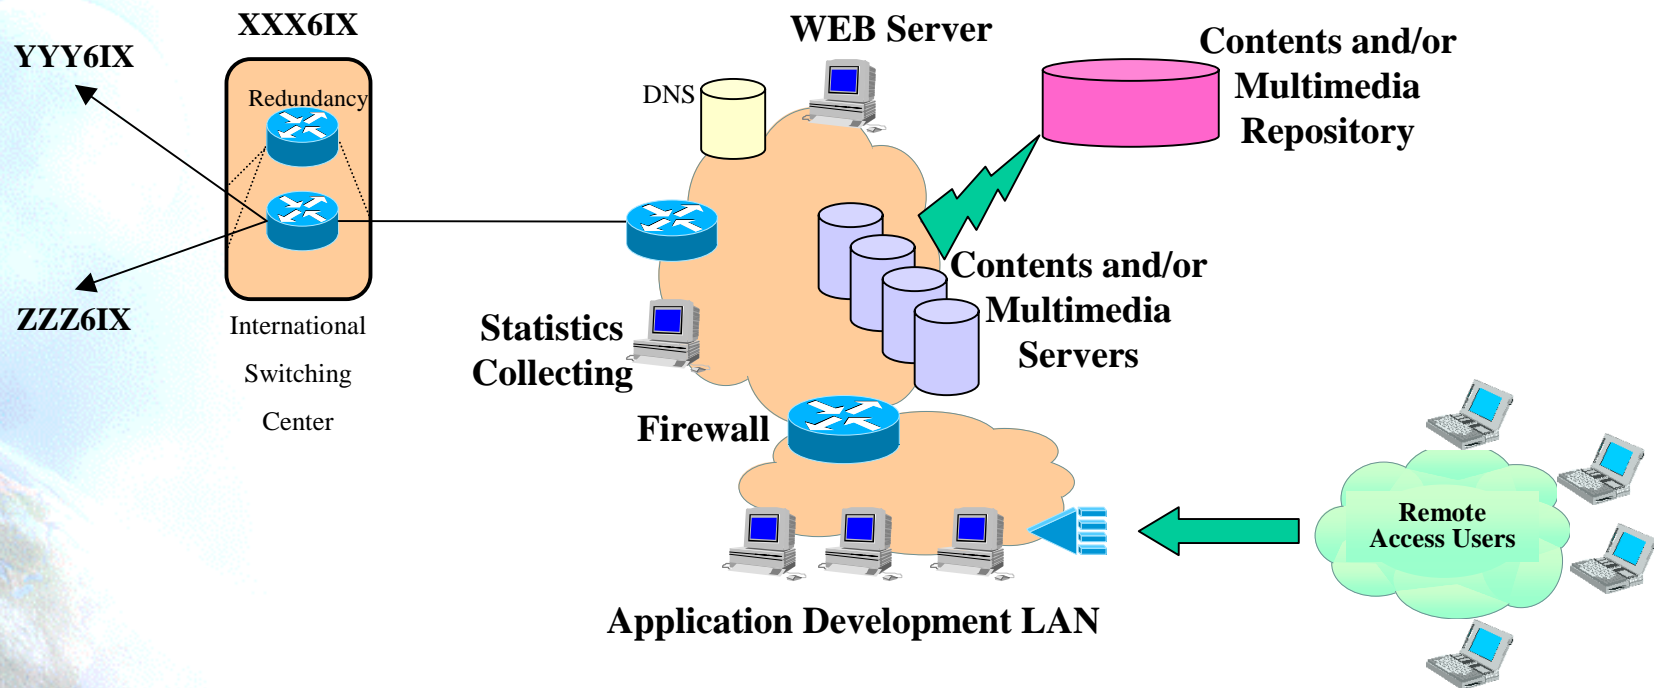 XXX6IX
YYY6IX
Redundancy
ZZZ6IX
International
Switching
Center
WEB Server
DNS
Contents and/or
Multimedia
Repository
Contents and/or
Multimedia
Servers
Statistics
Collecting
Firewall
Remote
Access Users
Application Development LAN